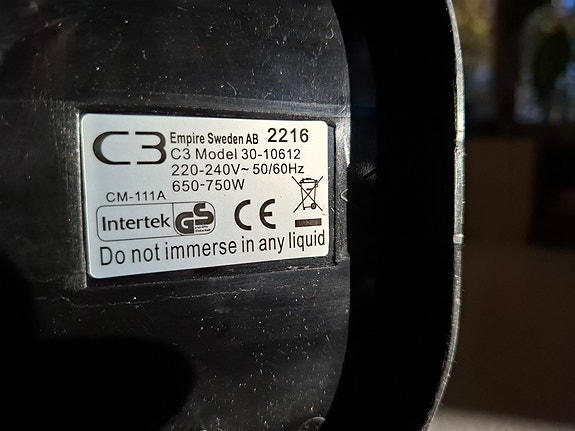 C3 Empire Sweden AB 2216
C3 Model 30-10612
220-240V~ 50/60Hz
650-750W
CM-111A
Intertek GS CE
Do not immerse in any liquid